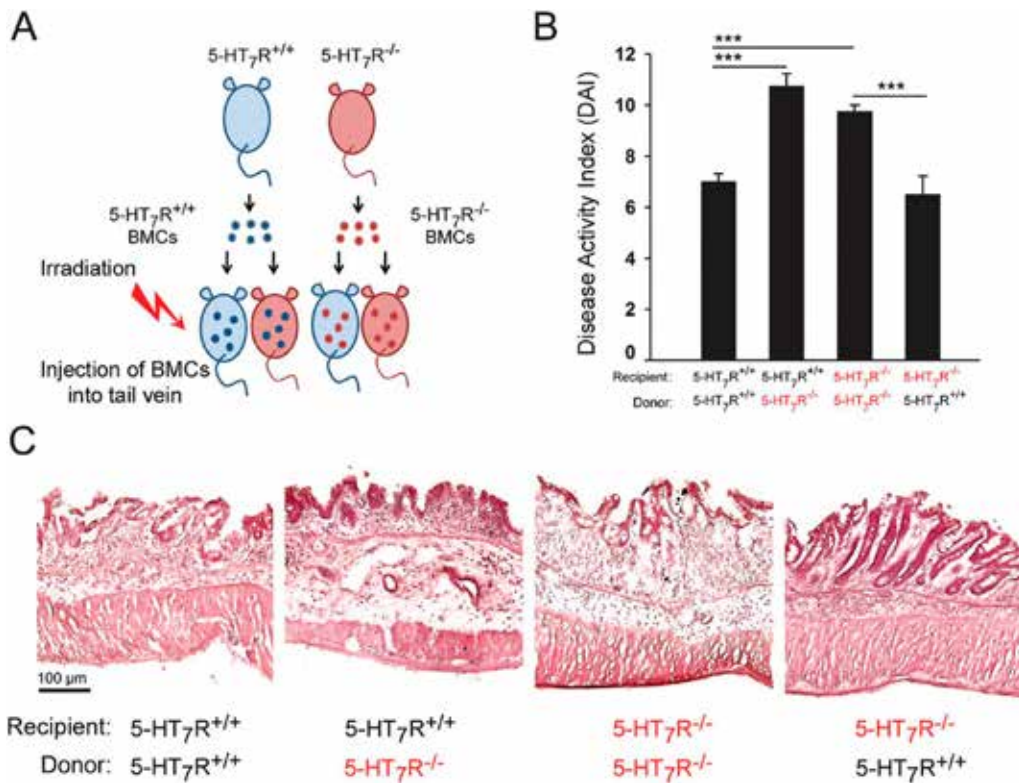 A
5-HT7R+/+ 5-HT7R-/-
5-HT7R+/+
BMCs
5-HT7R-/-
BMCs
Irradiation
Injection of BMCs
into tail vein
B
Disease Activity Index (DAI)
12
10
8
6
4
2
0
*** 
***
***
Recipient: 5-HT7R+/+ 5-HT7R+/+ 5-HT7R-/- 5-HT7R-/-
Donor: 5-HT7R+/+ 5-HT7R-/- 5-HT7R-/- 5-HT7R+/+
C
100 µm
Recipient: 5-HT7R+/+ 5-HT7R+/+ 5-HT7R-/- 5-HT7R-/-
Donor: 5-HT7R+/+ 5-HT7R-/- 5-HT7R-/- 5-HT7R+/+